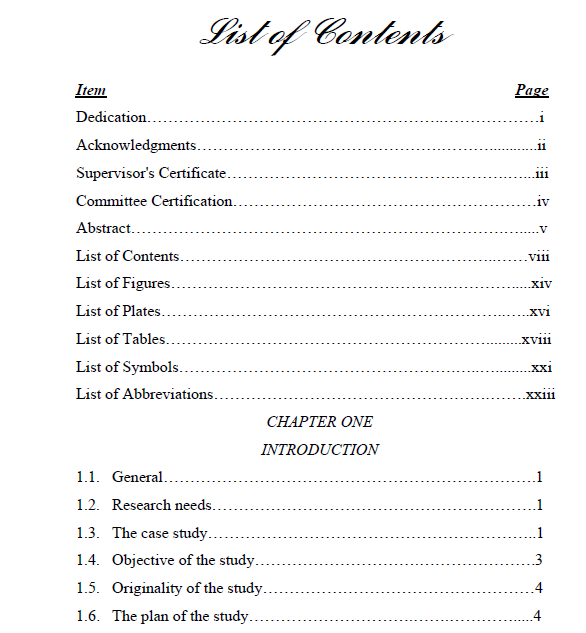 List of Contents
Item Page
Dedication……………………………………………………………………….i
Acknowledgments……………………………………………………..............ii
Supervisor's Certificate……………………………………………………......iii
Committee Certification………………………………………………………..iv
Abstract……………………………………………………………………….....v
List of Contents…………………………………………………..………..……viii
List of Figures……………………………………………………………….....xiv
List of Plates…………………………………………………………………....xvi
List of Tables……………………………………………………….............xviii
List of Symbols……………………………………………………………........xxi
List of Abbreviations………………………………………………..………….xxiii
CHAPTER ONE
INTRODUCTION
1.1. General……………………………………………………………………..1
1.2. Research needs……………………………………………………………..1
1.3. The case study……………………………………………………………...1
1.4. Objective of the study……………………………………………………...3
1.5. Originality of the study…………………………………………………….4
1.6. The plan of the study………………………………..……………..…….....4